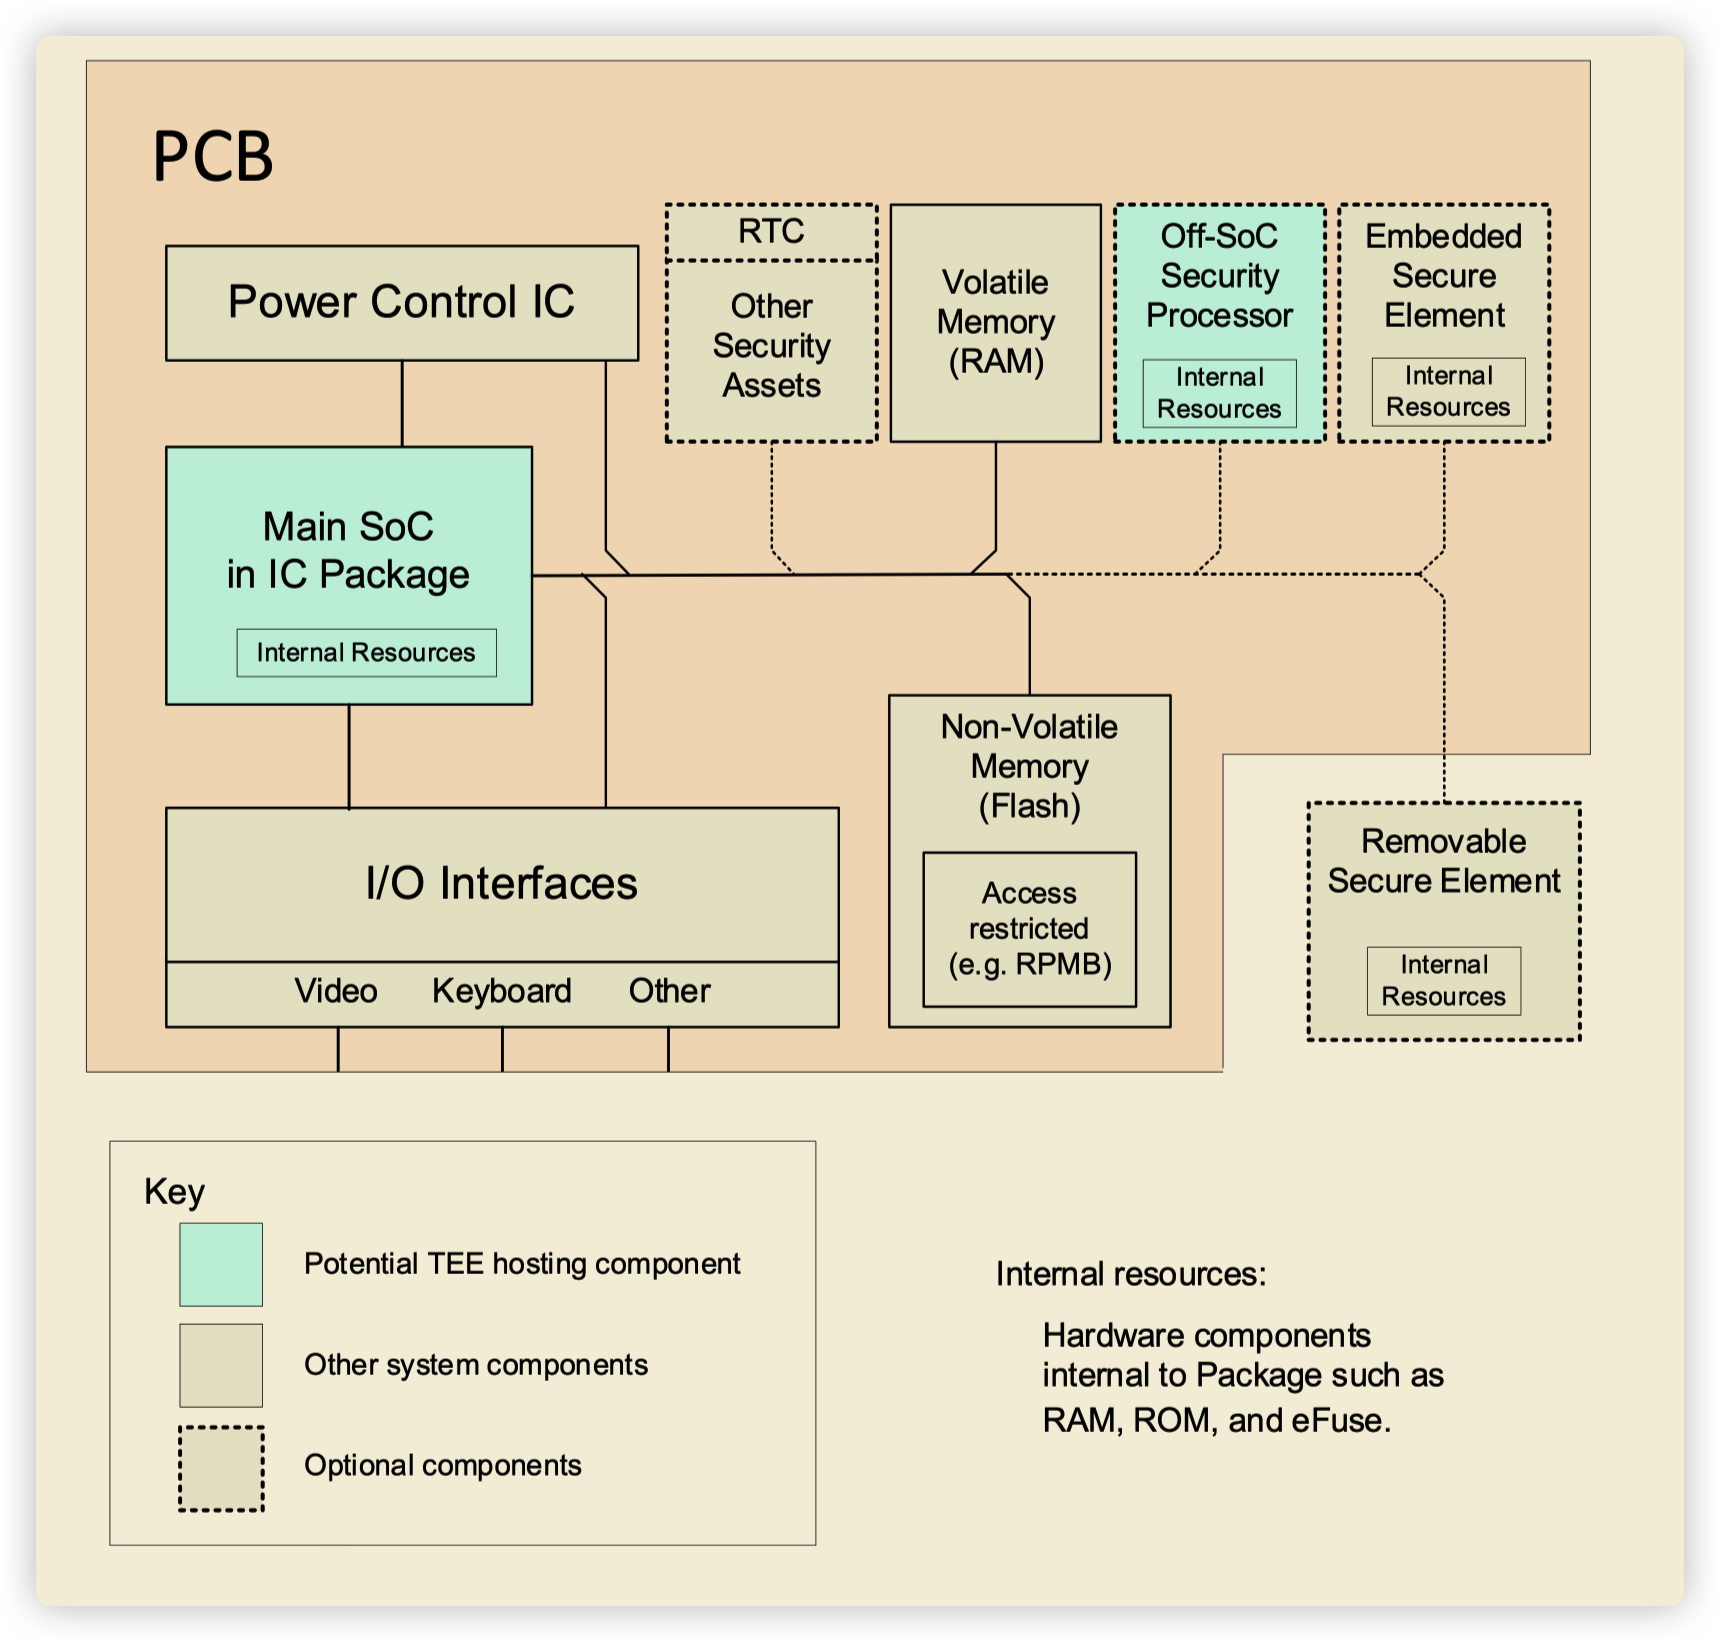 PCB
Power Control IC
RTC
Other
Security
Assets
Volatile
Memory
(RAM)
Off-SoC
Security
Processor
Internal
Resources
Embedded
Secure
Element
Internal
Resources
Main SoC
in IC Package
Internal Resources
I/O Interfaces
Video Keyboard Other
Non-Volatile
Memory
(Flash)
Access
restricted
(e.g. RPMB)
Removable
Secure Element
Internal
Resources
Key
Potential TEE hosting component
Other system components
Optional components
Internal resources:
Hardware components
internal to Package such as
RAM, ROM, and eFuse.